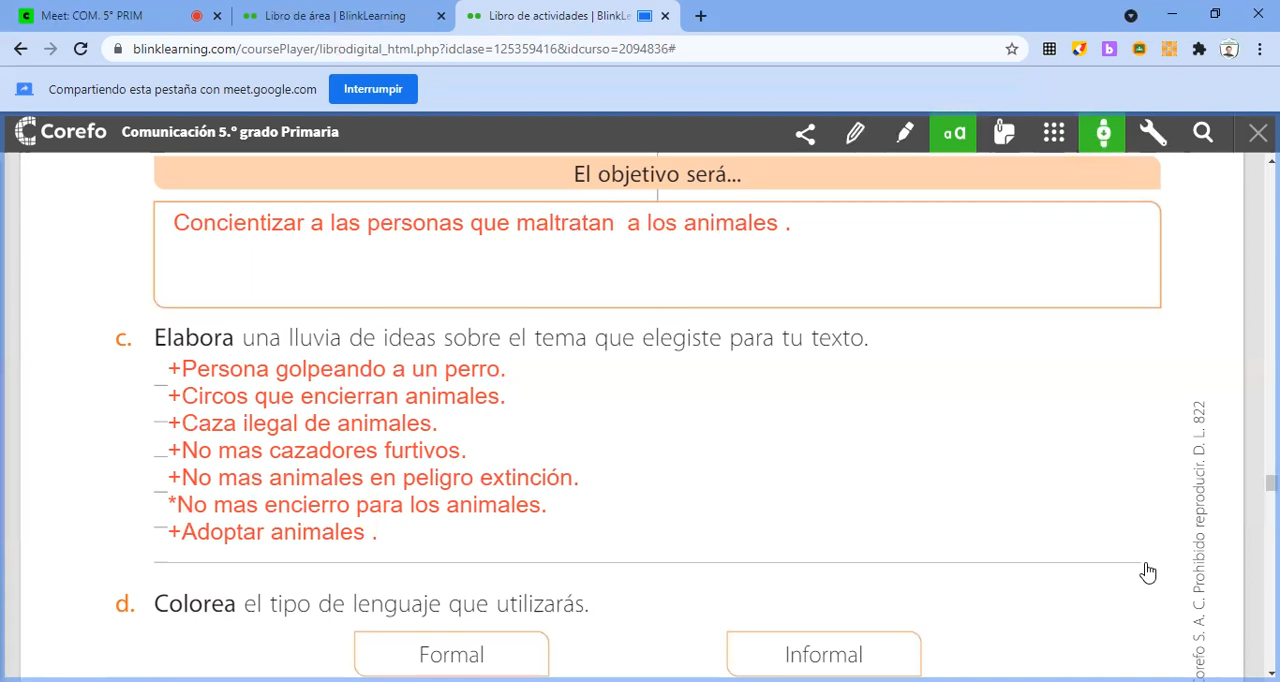 Meet: COM. 5° PRIM
Libro de área | BlinkLearning
Libro de actividades | BlinkLe
blinklearning.com/coursePlayer/librodigital_html.php?idclase=125359416&idcurso=2094836#
Compartiendo esta pestaña con meet.google.com
Interrumpir
Corefo
Comunicación 5.º grado Primaria
aa
El objetivo será...
Concientizar a las personas que maltratan  a los animales .
c. Elabora una lluvia de ideas sobre el tema que elegiste para tu texto.
+Persona golpeando a un perro.
+Circos que encierran animales.
+Caza ilegal de animales.
+No mas cazadores furtivos.
+No mas animales en peligro extinción.
*No mas encierro para los animales.
+Adoptar animales .
d. Colorea el tipo de lenguaje que utilizarás.
Formal
Informal
Corefo S. A. C. Prohibido reproducir. D. L. 822